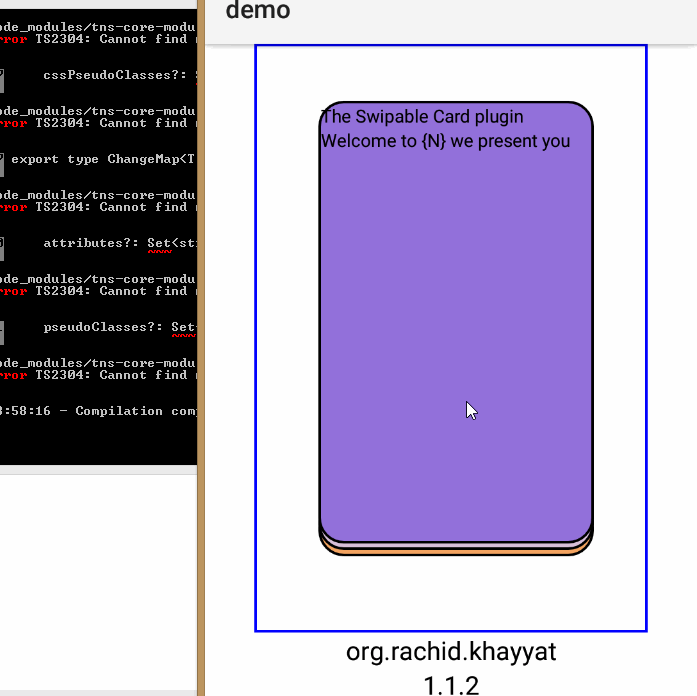 ode_modules/tns-core-modu
rror TS2304: Cannot find
cssPseudoClasses?:
ode_modules/tns-core-modu
rror TS2304: Cannot find
export type ChangeMap<T
ode_modules/tns-core-modu
rror TS2304: Cannot find
attributes?: Set<st
ode_modules/tns-core-modu
rror TS2304: Cannot find
pseudoClasses?: Set
ode_modules/tns-core-modu
rror TS2304: Cannot find
:58:16 - Compilation com
demo
The Swipable Card plugin
Welcome to {N} we present you
org.rachid.khayyat
1.1.2